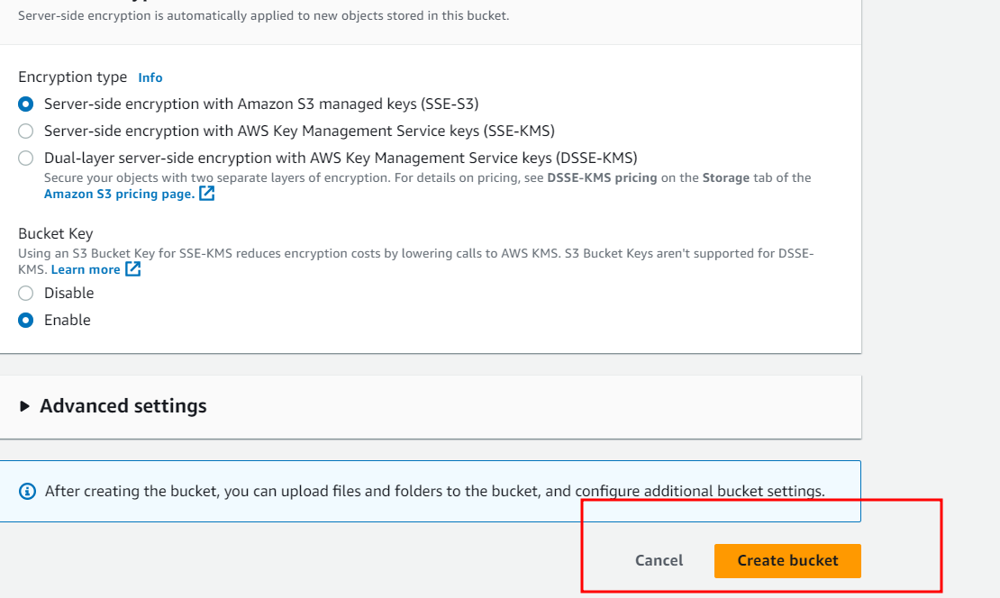 Server-side encryption is automatically applied to new objects stored in this bucket.
Encryption type Info
Server-side encryption with Amazon S3 managed keys (SSE-S3)
Server-side encryption with AWS Key Management Service keys (SSE-KMS)
Dual-layer server-side encryption with AWS Key Management Service keys (DSSE-KMS)
Secure your objects with two separate layers of encryption. For details on pricing, see DSSE-KMS pricing on the Storage tab of the
Amazon S3 pricing page.
Bucket Key
Using an S3 Bucket Key for SSE-KMS reduces encryption costs by lowering calls to AWS KMS. S3 Bucket Keys aren't supported for DSSE-
KMS. Learn more
Disable
Enable
Advanced settings
After creating the bucket, you can upload files and folders to the bucket, and configure additional bucket settings.
Cancel Create bucket